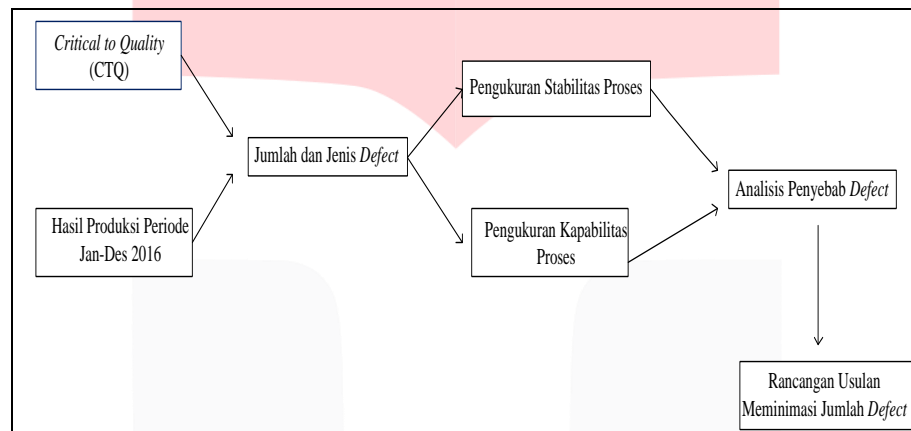 Critical to Quality
(CTQ)
Pengukuran Stabilitas Proses
Jumlah dan Jenis Defect
Analisis Penyebab Defect
Hasil Produksi Periode
Jan-Des 2016
Pengukuran Kapabilitas
Proses
Rancangan Usulan
Meminimasi Jumlah Defect